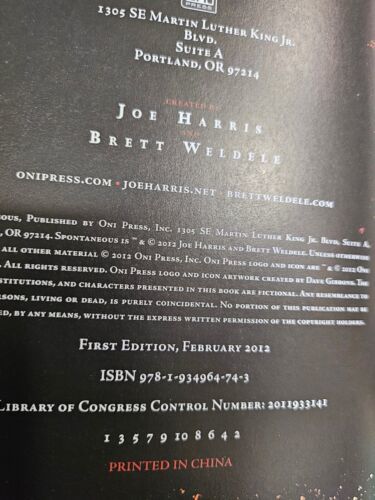 PRESS
1305 SE Martin Luther King Jr.
Blvd.
Suite A
Portland, OR 97214
CREATED BY
Joe Harris
AND
Brett Weldele
ONIPRESS.COM • JOEHARRIS.NET • BRETTWELDELE.COM
Published by Oni Press, Inc. 1305 SE Martin Luther King Jr. Blvd., Suite A,
OR 97214. Spontaneous is ™ & © 2012 Joe Harris and Brett Weldele. Unless otherwise
all other material © 2012 Oni Press, Inc. Oni Press logo and icon are ™ & © 2012 Oni
All rights reserved. Oni Press logo and icon artwork created by Dave Gibbons. The
institutions, and characters presented in this book are fictional. Any resemblance to
persons, living or dead, is purely coincidental. No portion of this publication may be
by any means, without the express written permission of the copyright holders.
First Edition, February 2012
ISBN 978-1-934964-74-3
Library of Congress Control Number: 2011933141
1 3 5 7 9 10 8 6 4 2
PRINTED IN CHINA